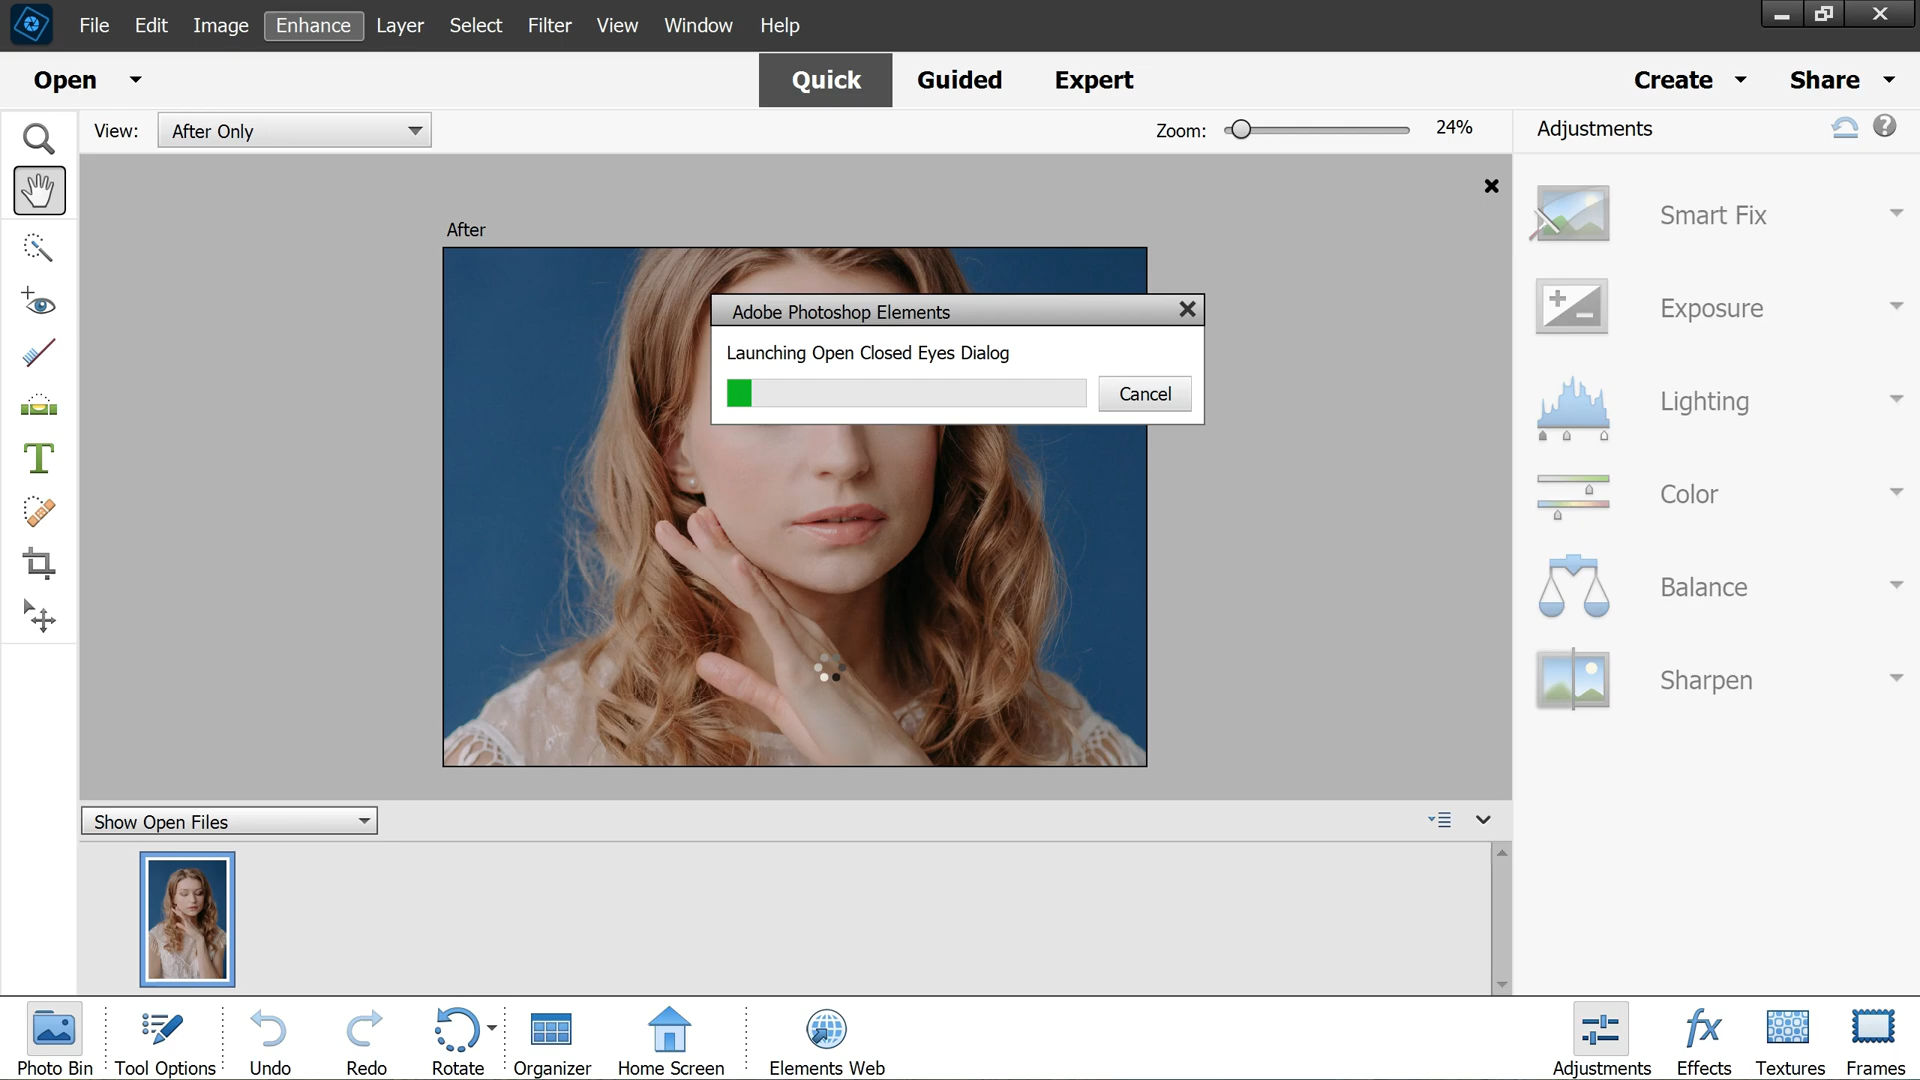 File Edit Image Enhance Layer Select Filter View Window Help
Open Quick Guided Expert Create Share
View: After Only Zoom: 24% Adjustments
After
Adobe Photoshop Elements
Launching Open Closed Eyes Dialog
Cancel
Smart Fix
Exposure
Lighting
Color
Balance
Sharpen
Show Open Files
Photo Bin Tool Options Undo Redo Rotate Organizer Home Screen Elements Web Adjustments Effects Textures Frames